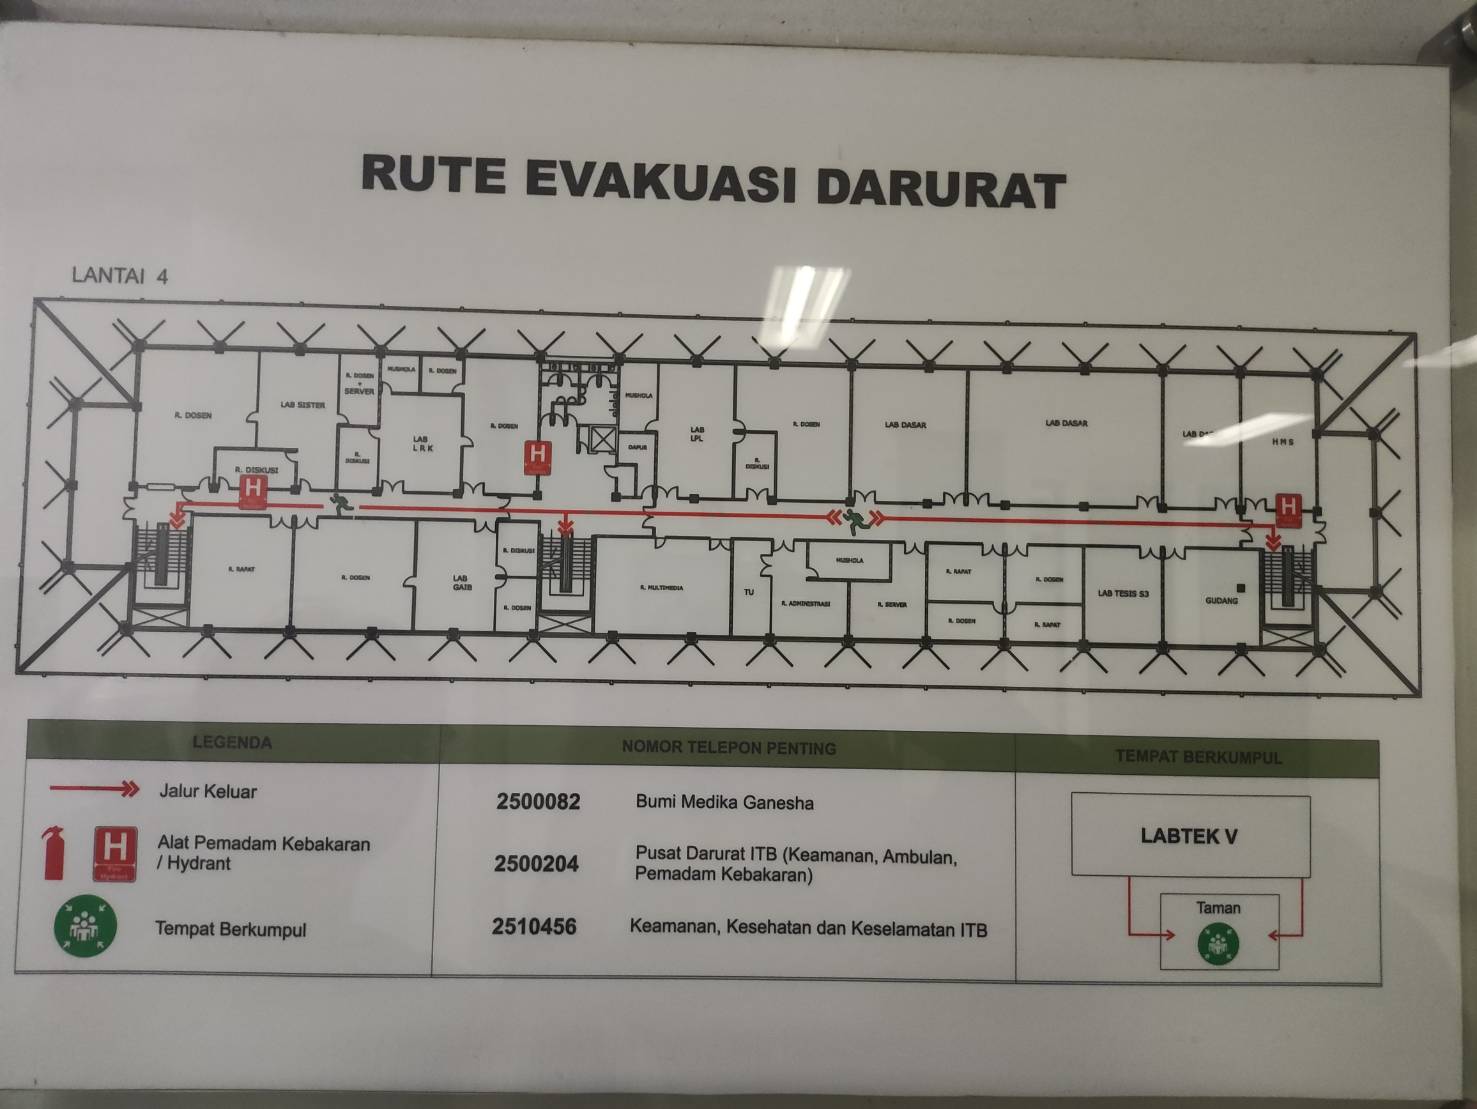 RUTE EVAKUASI DARURAT
LANTAI 4
R. DOSEN
LAB SISTER
R. DOSEN
+
SERVER
MUSHOLA
R. DOSEN
R. DISKUSI
R.
DISKUSI
LAB
L R K
R. DOSEN
H
H
MUSHOLA
DAPUR
LAB
LPL
R.
DISKUSI
R. DOSEN
LAB DASAR
LAB DASAR
LAB
H M S
H
R. RAPAT
R. DOSEN
LAB
GAIB
R. DISKUSI
R. DOSEN
R. MULTIMEDIA
TU
R. ADMINISTRASI
MUSHOLA
R. SERVER
R. RAPAT
R. DOSEN
R. DOSEN
R. RAPAT
LAB TESIS S3
GUDANG
LEGENDA
Jalur Keluar
H
Fire
Hydrant
Alat Pemadam Kebakaran
/ Hydrant
Tempat Berkumpul
NOMOR TELEPON PENTING
2500082 Bumi Medika Ganesha
2500204 Pusat Darurat ITB (Keamanan, Ambulan,
Pemadam Kebakaran)
2510456 Keamanan, Kesehatan dan Keselamatan ITB
TEMPAT BERKUMPUL
LABTEK V
Taman